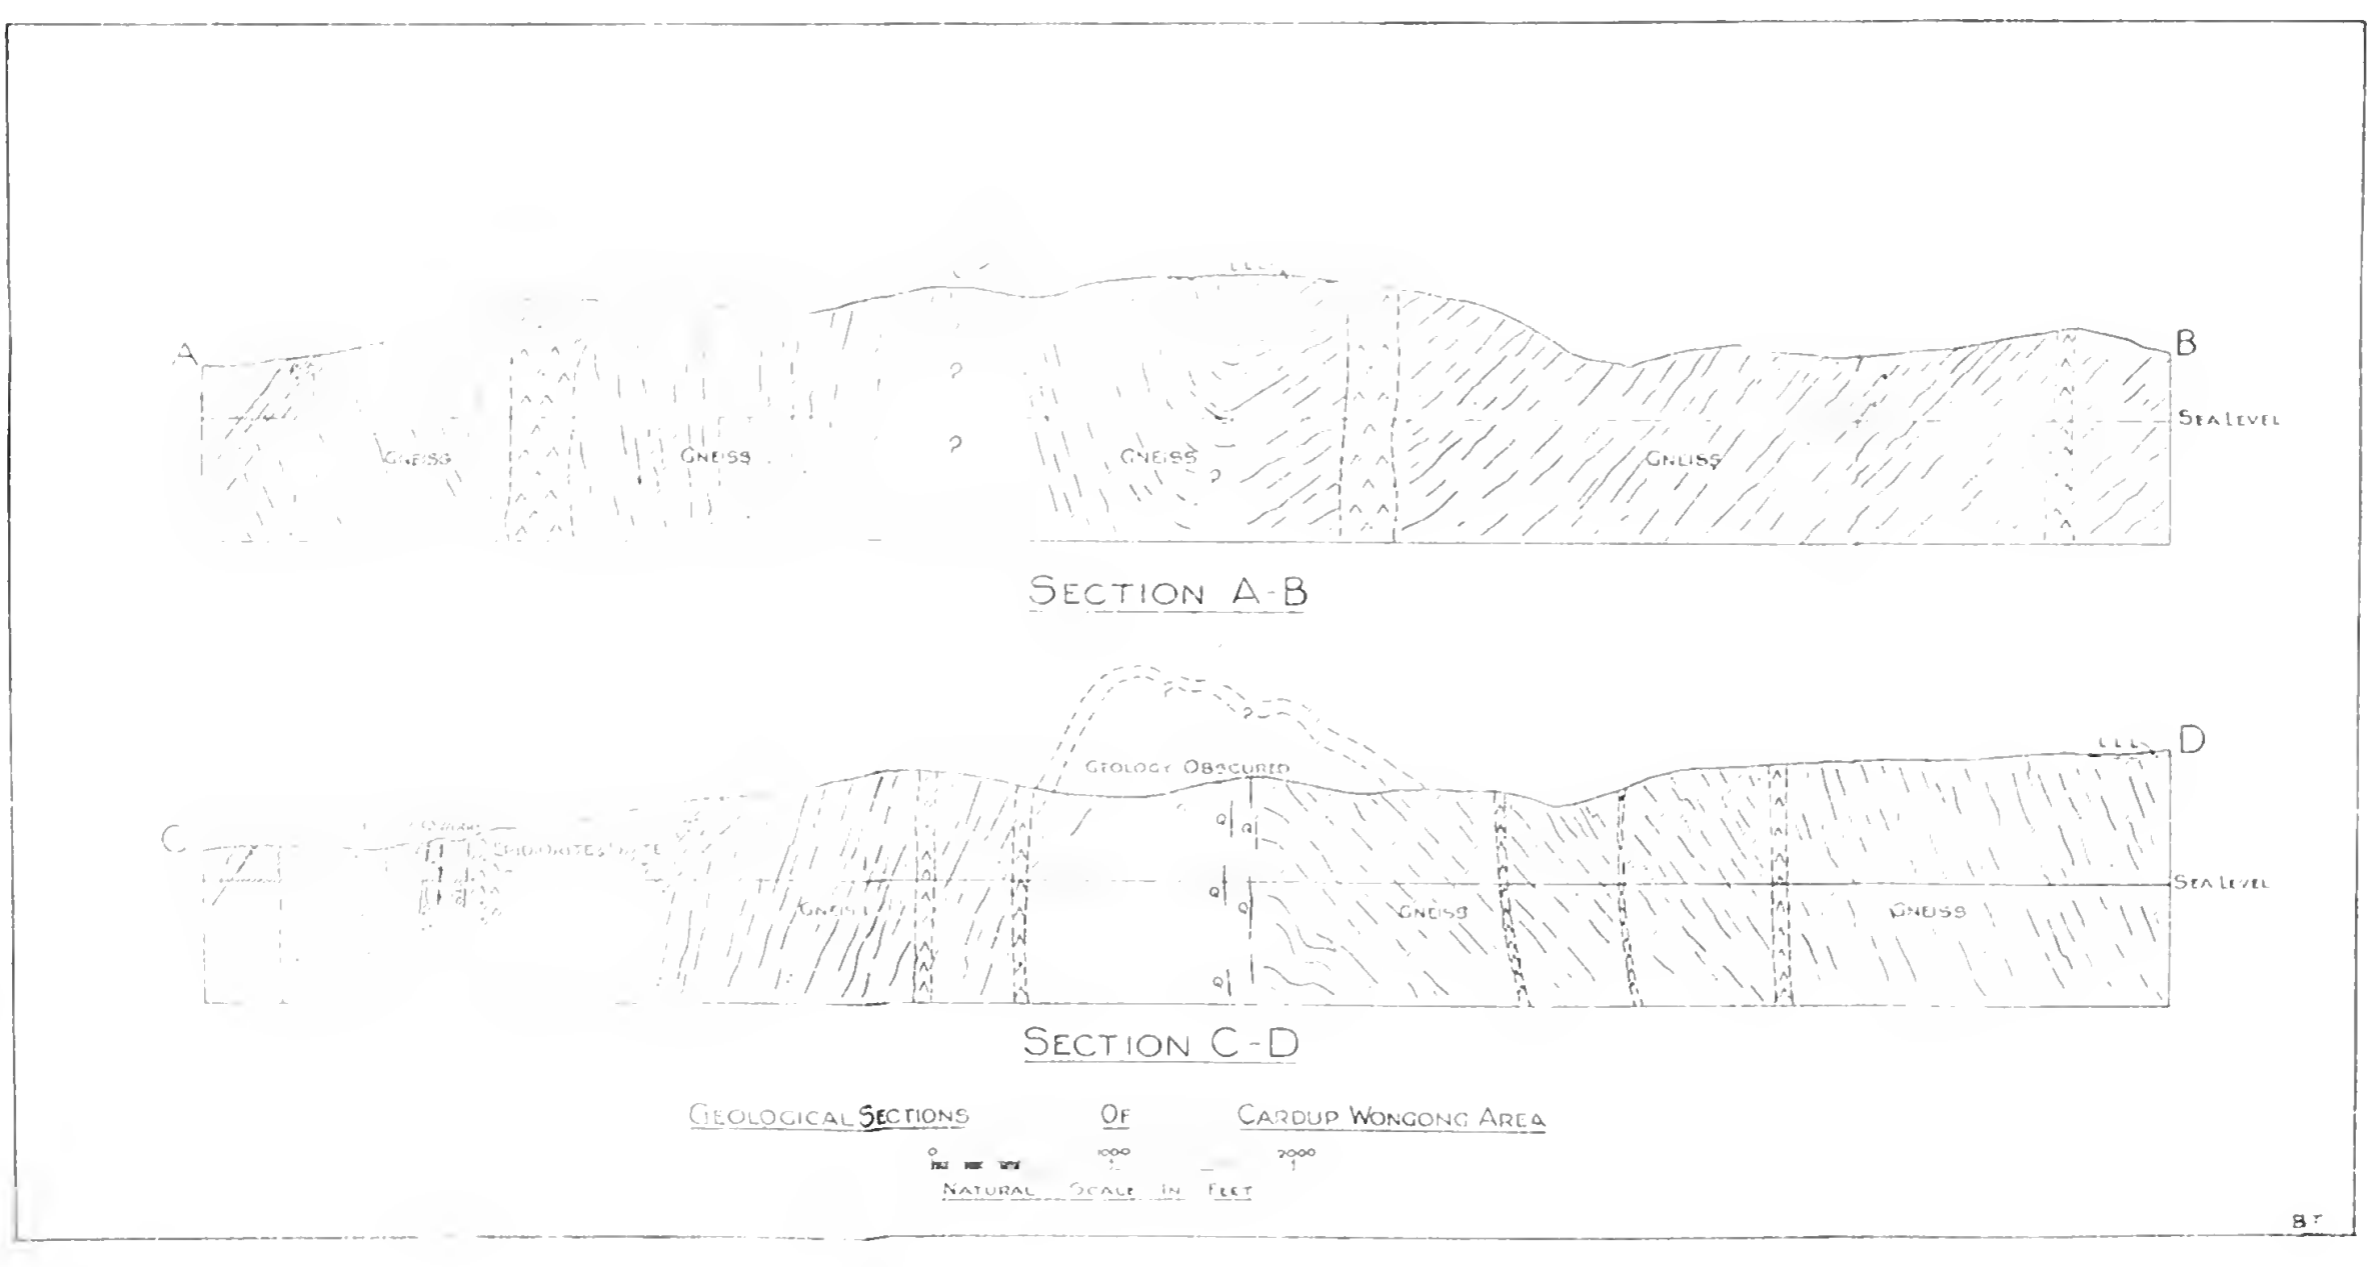 A
B
? 
SEA LEVEL
?
GNEISS
GNEISS
GNEISS
?
GNEISS
SECTION A-B
?
?
D
GEOLOGY OBSCURED
C
EPIDIORITES
SEA LEVEL
GNEISS
GNEISS
GNEISS
SECTION C-D
GEOLOGICAL SECTIONS OF CARDUP WONGONG AREA
0 1000 2000
NATURAL SCALE IN FEET